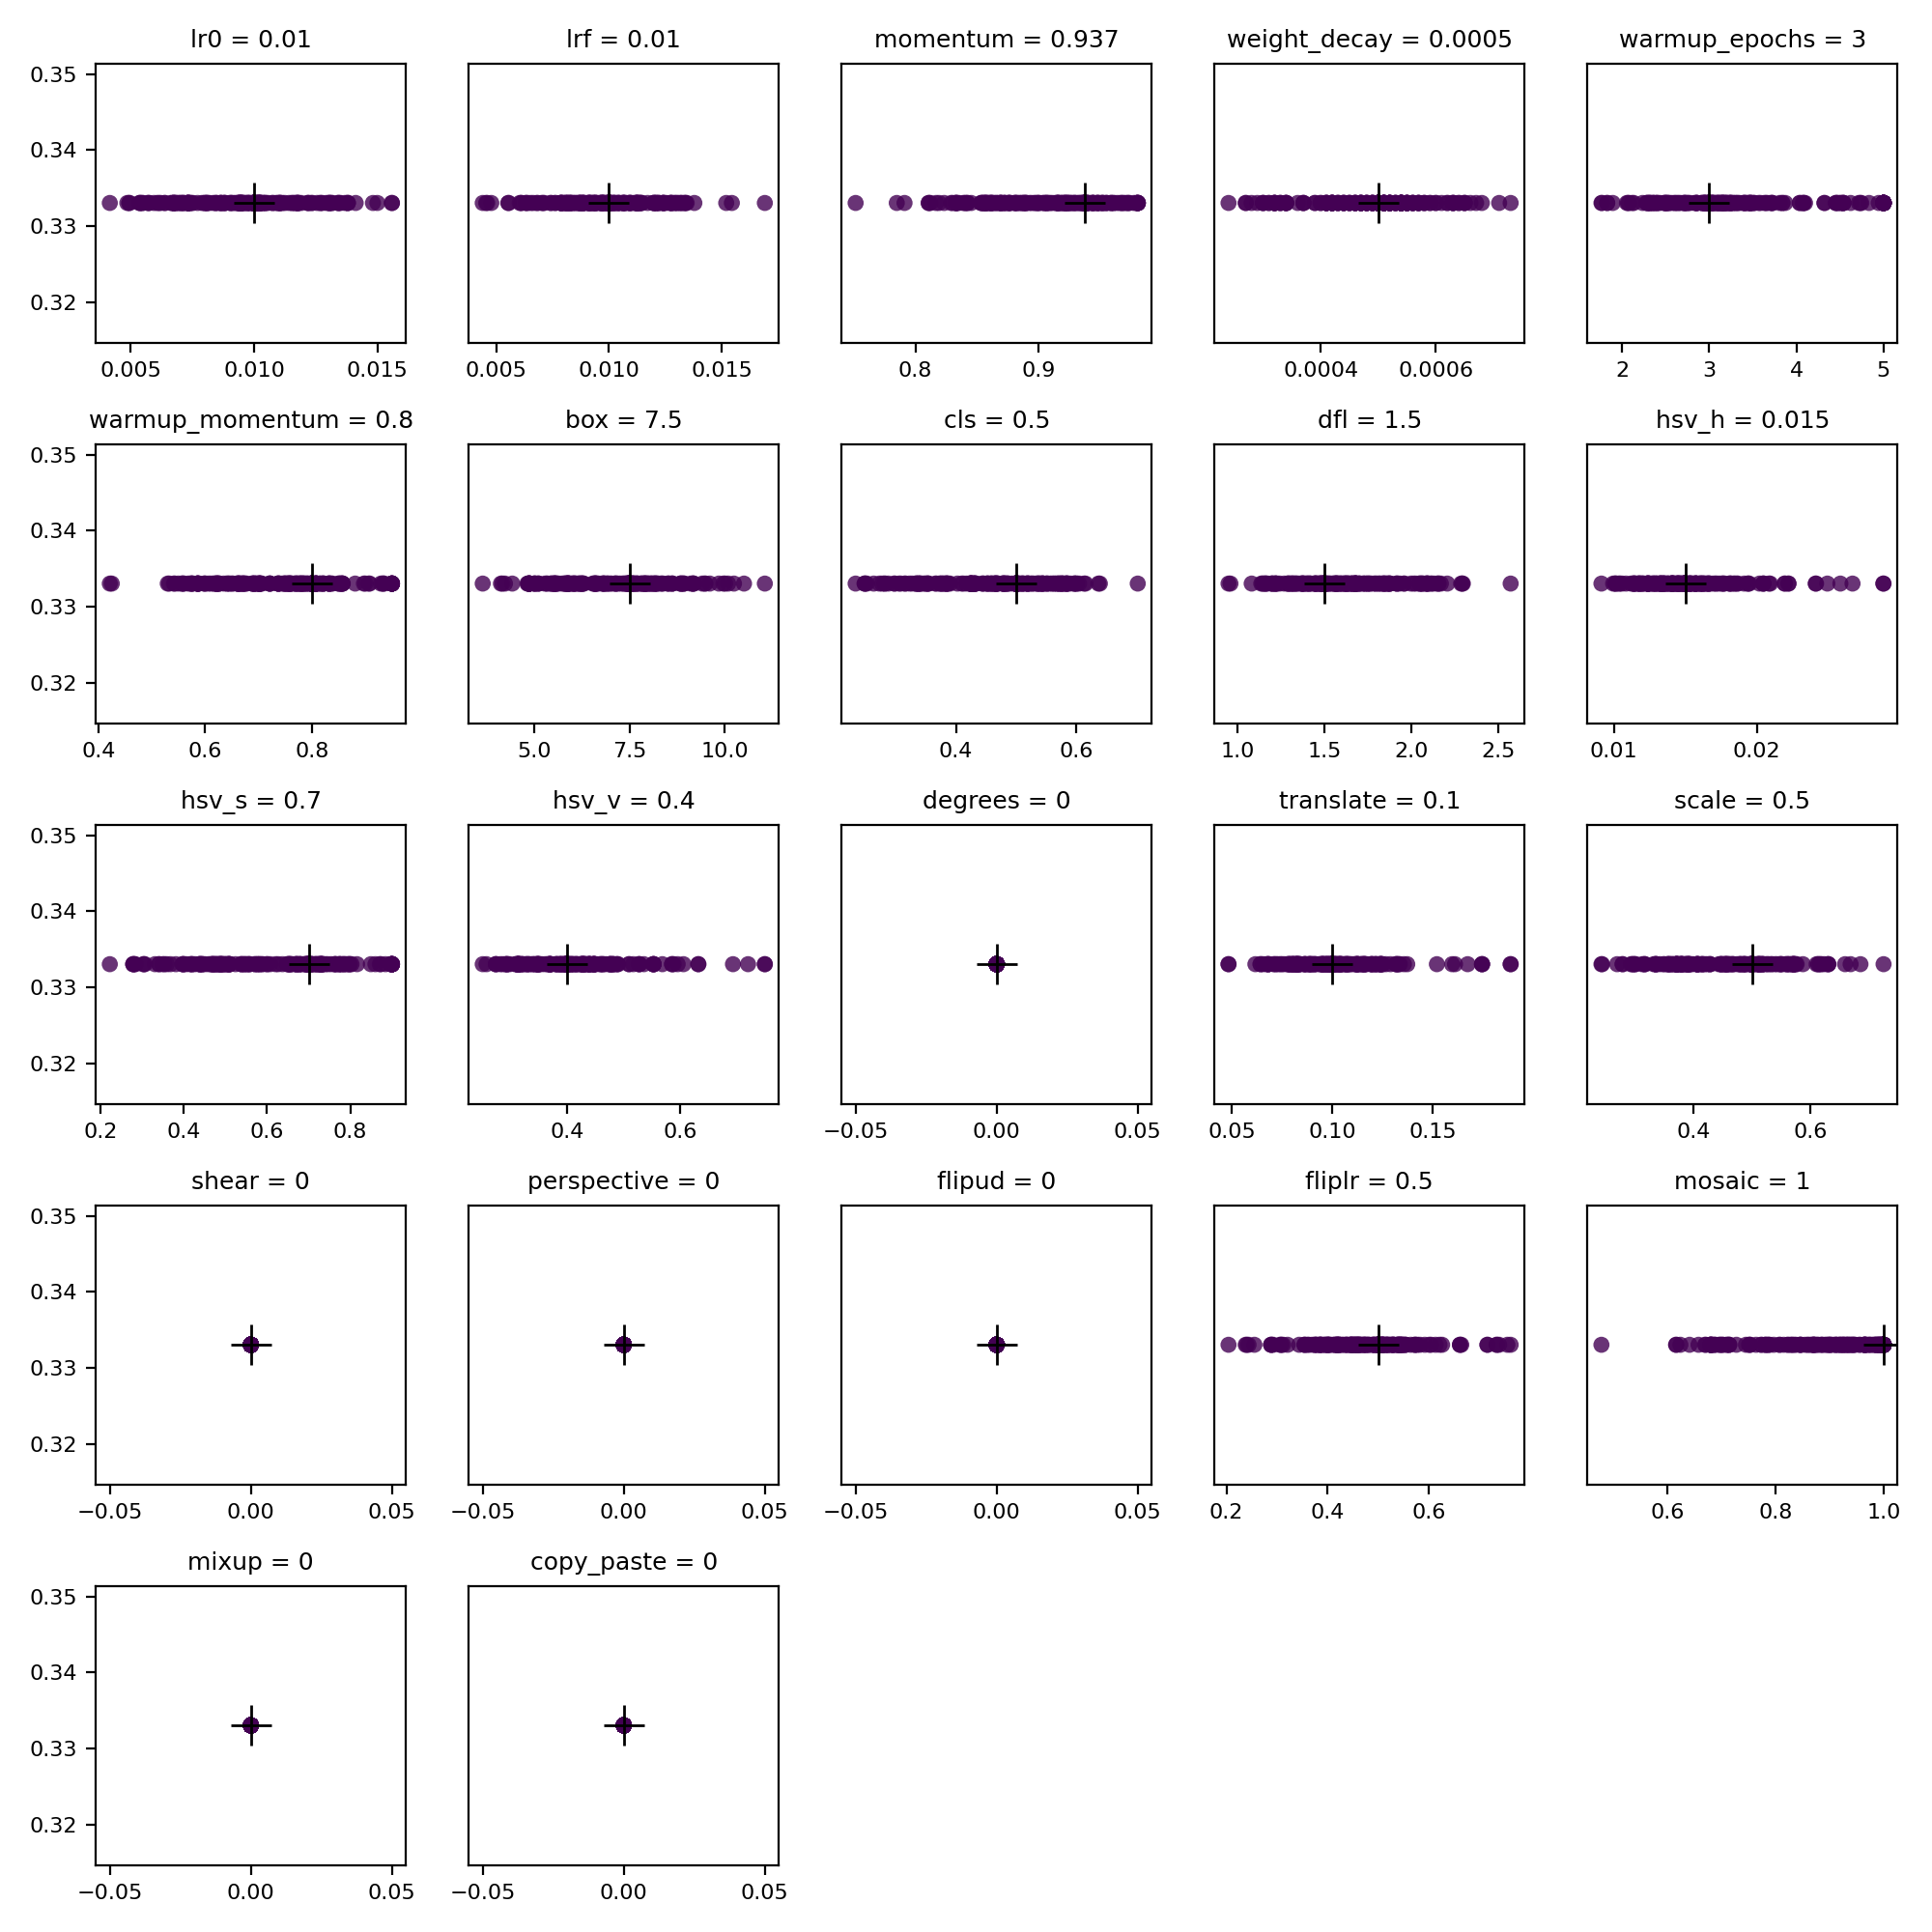 lr0 = 0.01 lrf = 0.01 momentum = 0.937 weight_decay = 0.0005 warmup_epochs = 3
0.35
0.34
0.33
0.32
0.005 0.010 0.015 0.005 0.010 0.015 0.8 0.9 0.0004 0.0006 2 3 4 5
warmup_momentum = 0.8 box = 7.5 cls = 0.5 dfl = 1.5 hsv_h = 0.015
0.35
0.34
0.33
0.32
0.4 0.6 0.8 5.0 7.5 10.0 0.4 0.6 1.0 1.5 2.0 2.5 0.01 0.02
hsv_s = 0.7 hsv_v = 0.4 degrees = 0 translate = 0.1 scale = 0.5
0.35
0.34
0.33
0.32
0.2 0.4 0.6 0.8 0.4 0.6 −0.05 0.00 0.05 0.05 0.10 0.15 0.4 0.6
shear = 0 perspective = 0 flipud = 0 fliplr = 0.5 mosaic = 1
0.35
0.34
0.33
0.32
−0.05 0.00 0.05 −0.05 0.00 0.05 −0.05 0.00 0.05 0.2 0.4 0.6 0.6 0.8 1.0
mixup = 0 copy_paste = 0
0.35
0.34
0.33
0.32
−0.05 0.00 0.05 −0.05 0.00 0.05